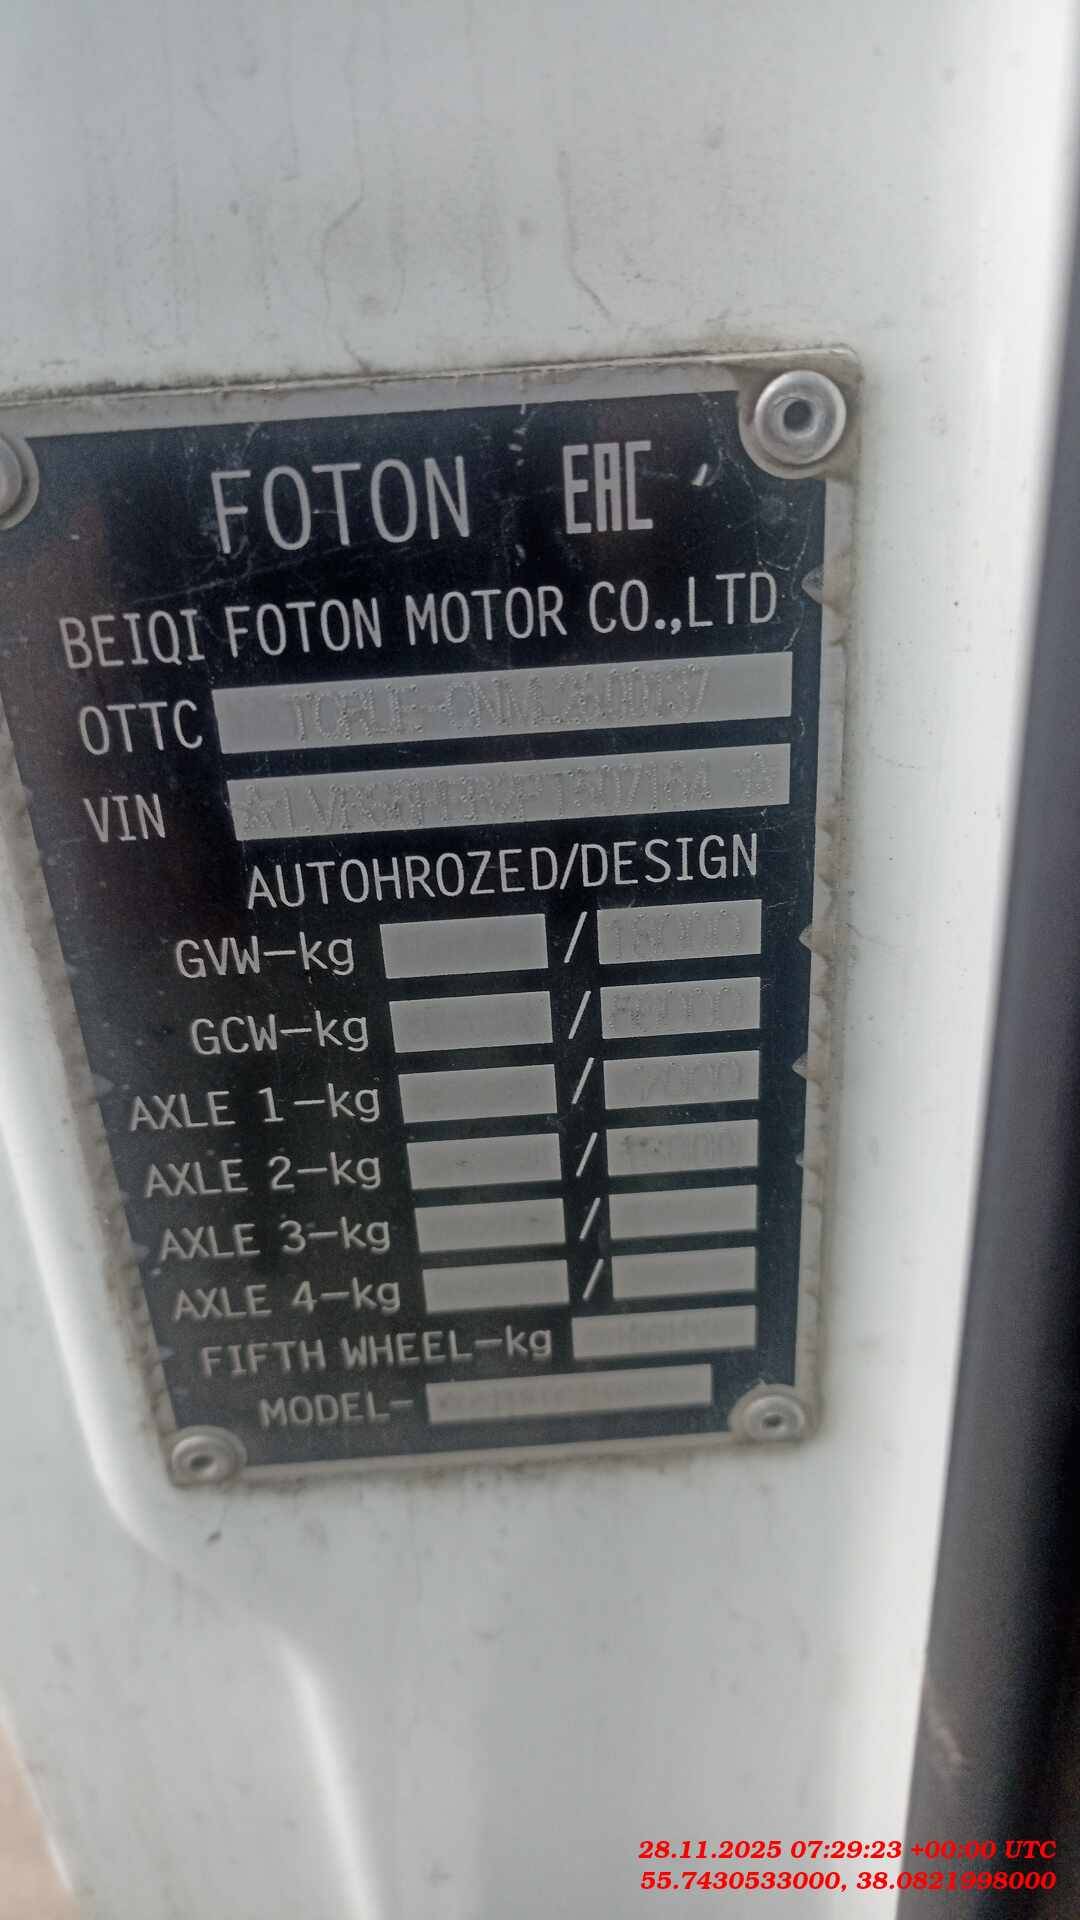 FOTON EAC
BEIQI FOTON MOTOR CO.,LTD
OTTC
VIN
AUTOHROZED/DESIGN
GVW-kg / 18000
GCW-kg /
AXLE 1-kg / 7000
AXLE 2-kg /
AXLE 3-kg /
AXLE 4-kg /
FIFTH WHEEL-kg
MODEL-
28.11.2025 07:29:23 +00:00 UTC
55.7430533000, 38.0821998000